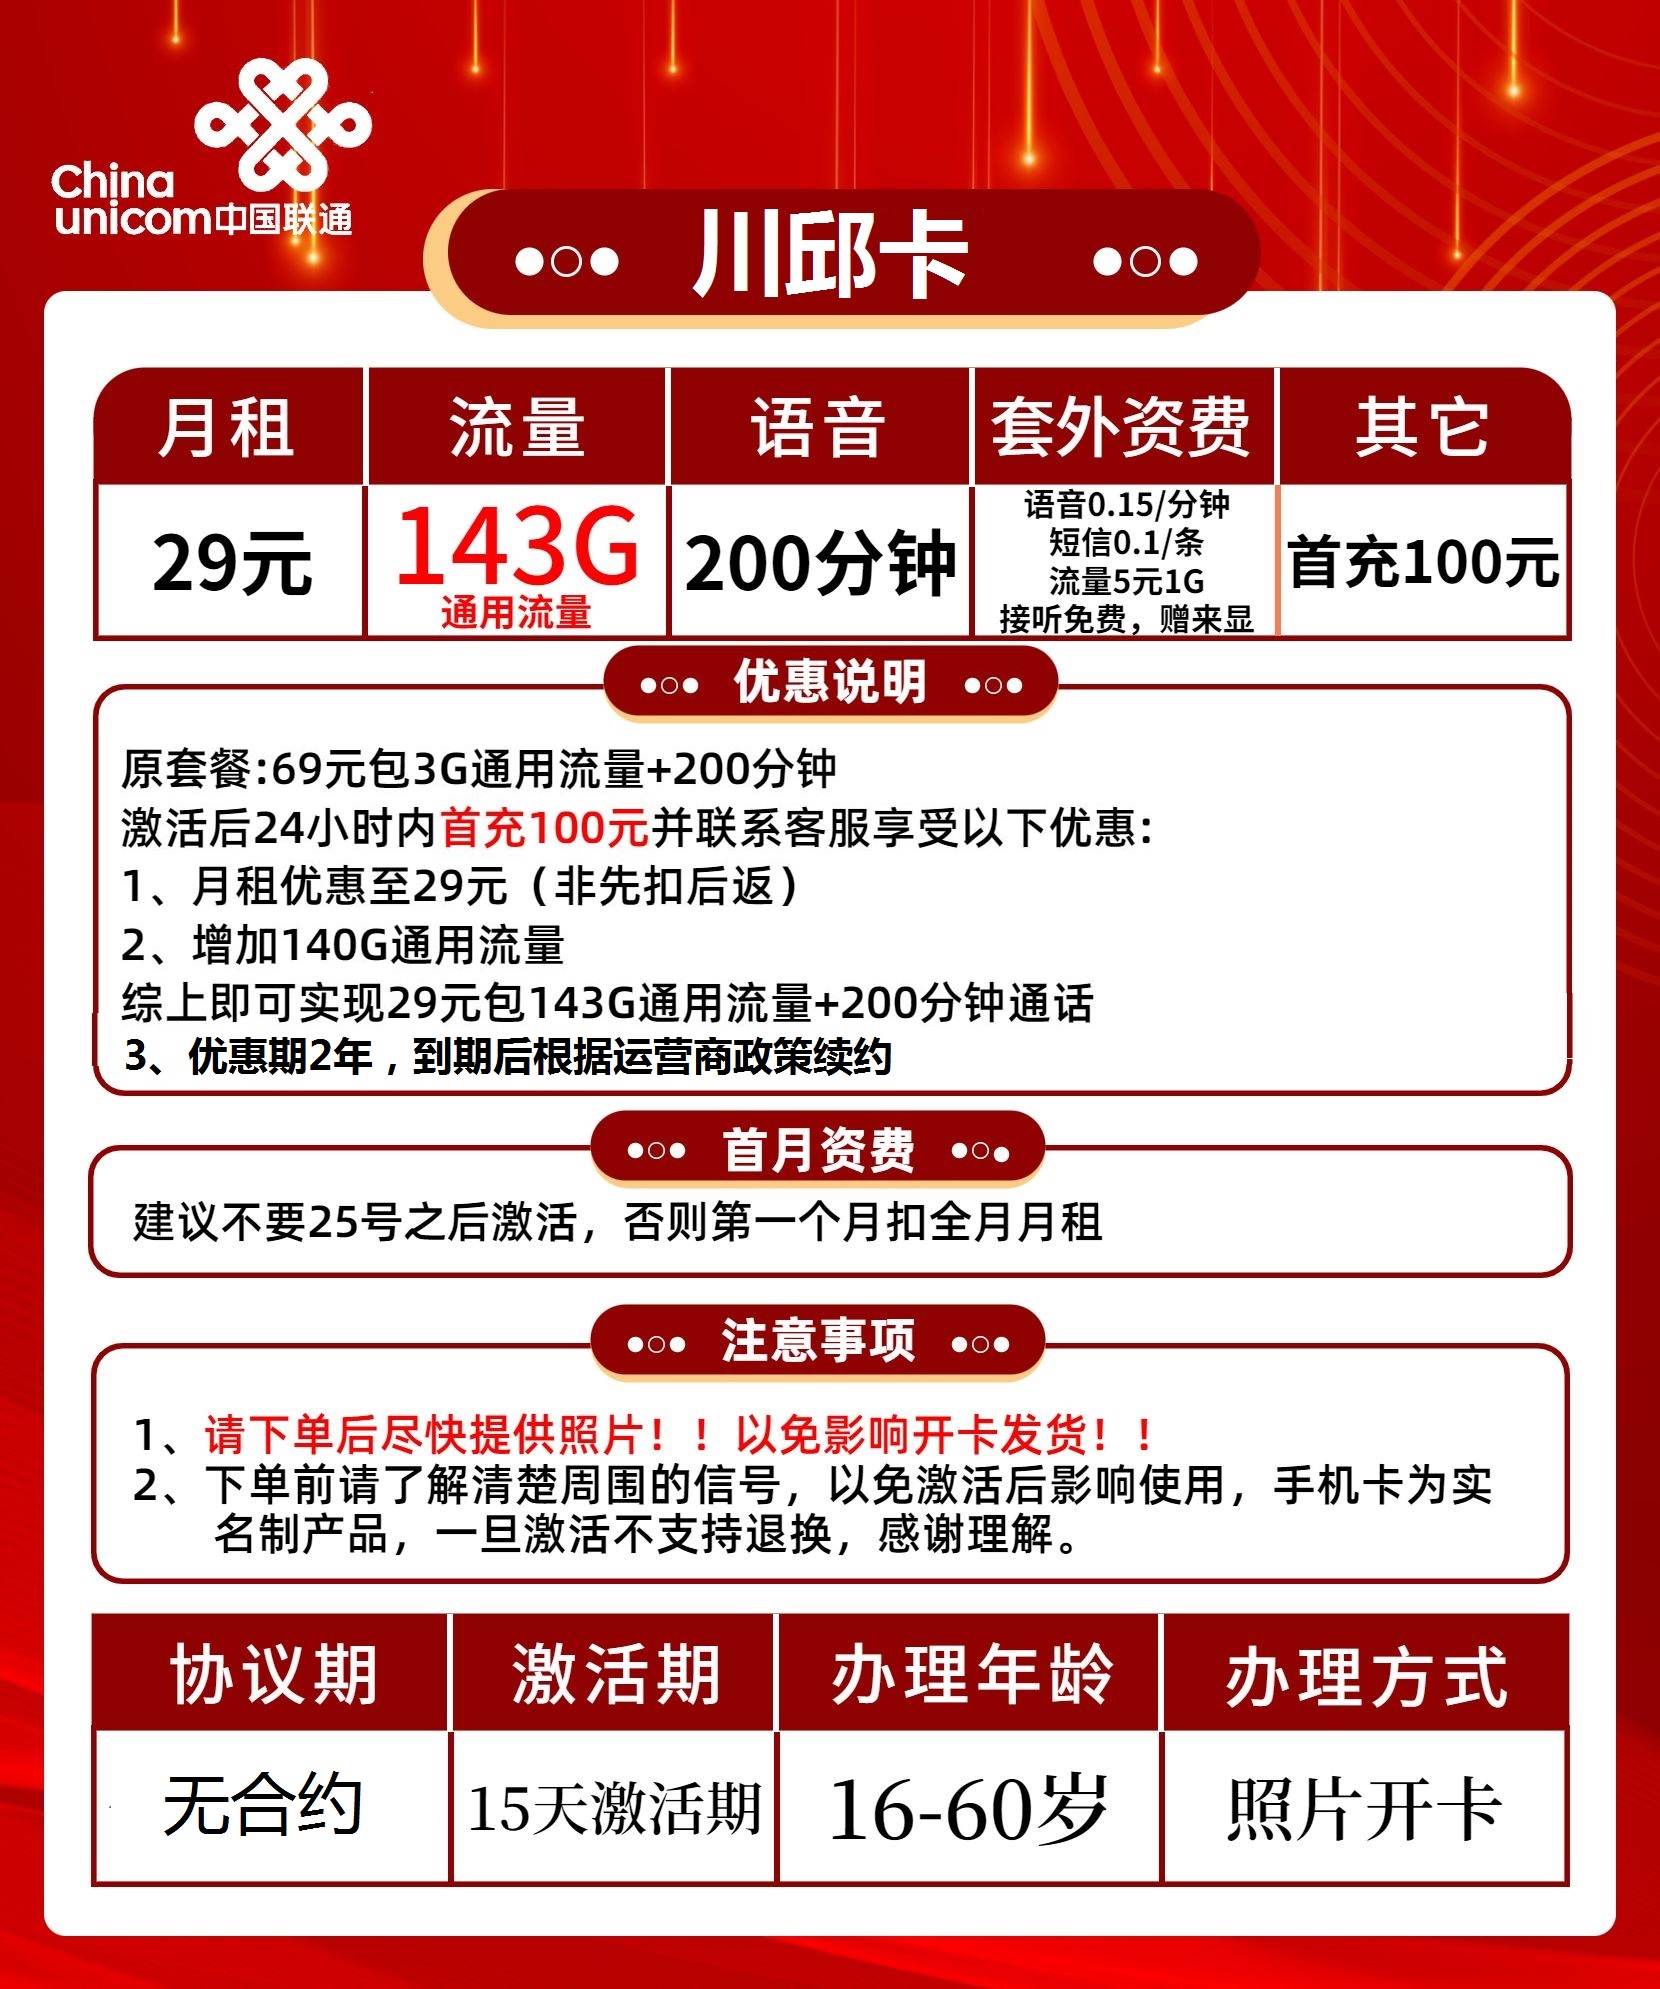 China
unicom中国联通
川邱卡
月租 流量 语音 套外资费 其它
29元
143G
通用流量
200分钟
语音0.15/分钟
短信0.1/条
流量5元1G
接听免费，赠来显
首充100元
优惠说明
原套餐:69元包3G通用流量+200分钟
激活后24小时内首充100元并联系客服享受以下优惠:
1、月租优惠至29元（非先扣后返）
2、增加140G通用流量
综上即可实现29元包143G通用流量+200分钟通话
3、优惠期2年，到期后根据运营商政策续约
首月资费
建议不要25号之后激活，否则第一个月扣全月月租
注意事项
1、请下单后尽快提供照片！！以免影响开卡发货！！
2、下单前请了解清楚周围的信号，以免激活后影响使用，手机卡为实
名制产品，一旦激活不支持退换，感谢理解。
协议期 激活期 办理年龄 办理方式
无合约 15天激活期 16-60岁 照片开卡